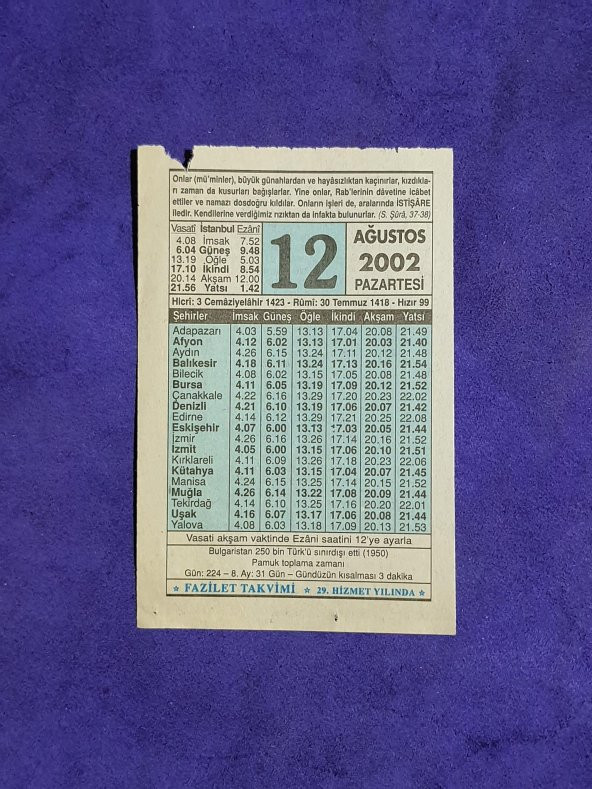 Onlar (mü'minler), büyük günahlardan ve hayâsızlıktan kaçınırlar, kızdıkla-
rı zaman da kusurları bağışlarlar. Yine onlar, Rab'lerinin dâvetine icâbet
ettiler ve namazı dosdoğru kıldılar. Onların işleri de, aralarında İSTİŞÂRE
iledir. Kendilerine verdiğimiz rızıktan da infakta bulunurlar. (S. Şûrâ, 37-38)
Vasatî İstanbul Ezânî
4.08 İmsak 7.52
6.04 Güneş 9.48
13.19 Öğle 5.03
17.10 İkindi 8.54
20.14 Akşam 12.00
21.56 Yatsı 1.42
12
AĞUSTOS
2002
PAZARTESİ
Hicrî: 3 Cemâziyelâhir 1423 - Rûmî: 30 Temmuz 1418 - Hızır 99
Şehirler İmsak Güneş Öğle İkindi Akşam Yatsı
Adapazarı 4.03 5.59 13.13 17.04 20.08 21.49
Afyon 4.12 6.02 13.13 17.01 20.03 21.40
Aydın 4.26 6.15 13.24 17.11 20.12 21.48
Balıkesir 4.18 6.11 13.24 17.13 20.16 21.54
Bilecik 4.08 6.02 13.15 17.05 20.08 21.48
Bursa 4.11 6.05 13.19 17.09 20.12 21.52
Çanakkale 4.22 6.16 13.29 17.20 20.23 22.02
Denizli 4.21 6.10 13.19 17.06 20.07 21.42
Edirne 4.14 6.12 13.29 17.21 20.25 22.08
Eskişehir 4.07 6.00 13.13 17.03 20.05 21.44
İzmir 4.26 6.16 13.26 17.14 20.16 21.52
İzmit 4.05 6.00 13.15 17.06 20.10 21.51
Kırklareli 4.11 6.09 13.26 17.18 20.23 22.06
Kütahya 4.11 6.03 13.15 17.04 20.07 21.45
Manisa 4.24 6.15 13.25 17.14 20.15 21.52
Muğla 4.26 6.14 13.22 17.08 20.09 21.44
Tekirdağ 4.14 6.10 13.25 17.16 20.20 22.01
Uşak 4.16 6.07 13.17 17.06 20.08 21.44
Yalova 4.08 6.03 13.18 17.09 20.13 21.53
Vasati akşam vaktinde Ezâni saatini 12'ye ayarla
Bulgaristan 250 bin Türk'ü sınırdışı etti (1950)
Pamuk toplama zamanı
Gün: 224 – 8. Ay: 31 Gün – Gündüzün kısalması 3 dakika
★ FAZİLET TAKVİMİ ★ 29. HİZMET YILINDA ★